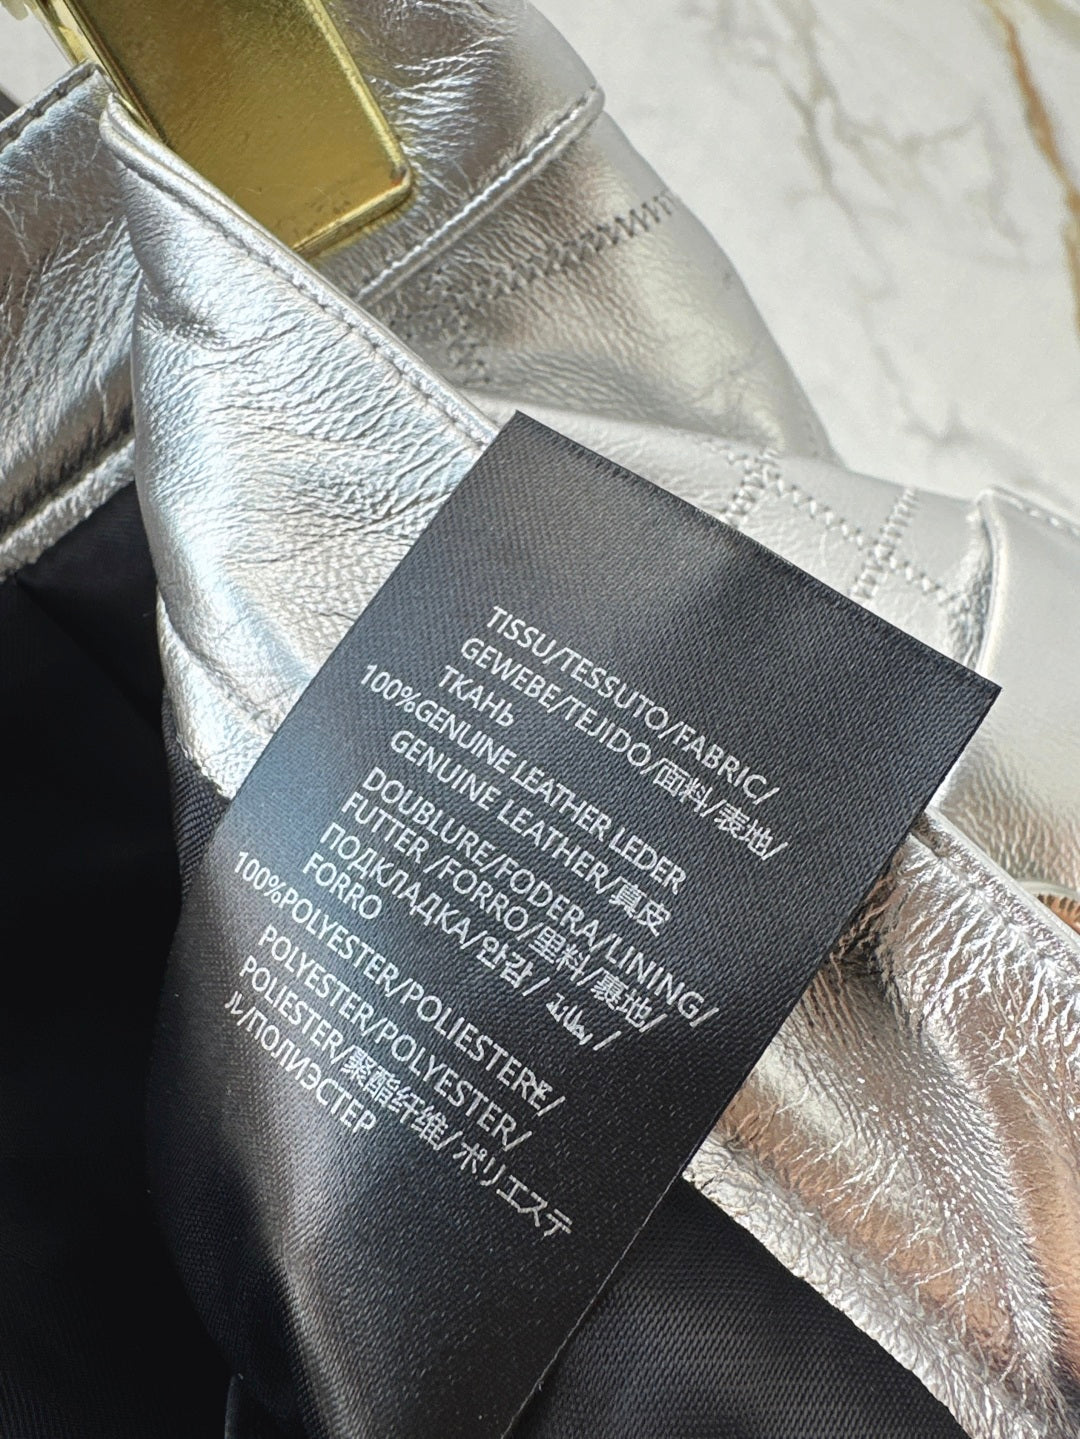 TISSU/TESSUTO/FABRIC/
GEWEBE/TEJIDO/面料/表地/
ТКАНЬ
100%GENUINE LEATHER LEDER
GENUINE LEATHER/真皮
DOUBLURE/FODERA/LINING/
FUTTER /FORRO/里料/裏地/
ПОДКЛАДКА/안감/
FORRO
100%POLYESTER/POLIESTERE/
POLYESTER/POLYESTER/
POLIESTER/聚酯纤维/ポリエステ
ル/ПОЛИЭСТЕР